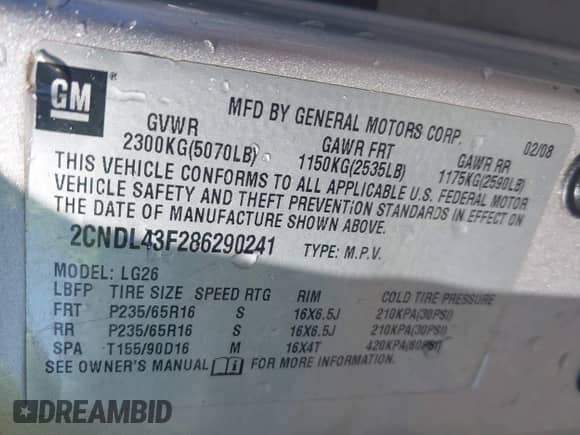 GM
®
MFD BY GENERAL MOTORS CORP.
02/08
GVWR GAWR FRT GAWR RR
2300KG(5070LB) 1150KG(2535LB) 1175KG(2590LB)
THIS VEHICLE CONFORMS TO ALL APPLICABLE U.S. FEDERAL MOTOR
VEHICLE SAFETY AND THEFT PREVENTION STANDARDS IN EFFECT ON
THE DATE OF MANUFACTURE SHOWN ABOVE.
2CNDL43F286290241 TYPE: M.P.V.
MODEL: LG26
LBFP TIRE SIZE SPEED RTG RIM COLD TIRE PRESSURE
FRT P235/65R16 S 16X6.5J 210KPA(30PSI)
RR P235/65R16 S 16X6.5J 210KPA(30PSI)
SPA T155/90D16 M 16X4T 420KPA(60PSI)
SEE OWNER'S MANUAL FOR MORE INFORMATION.
DREAMBID